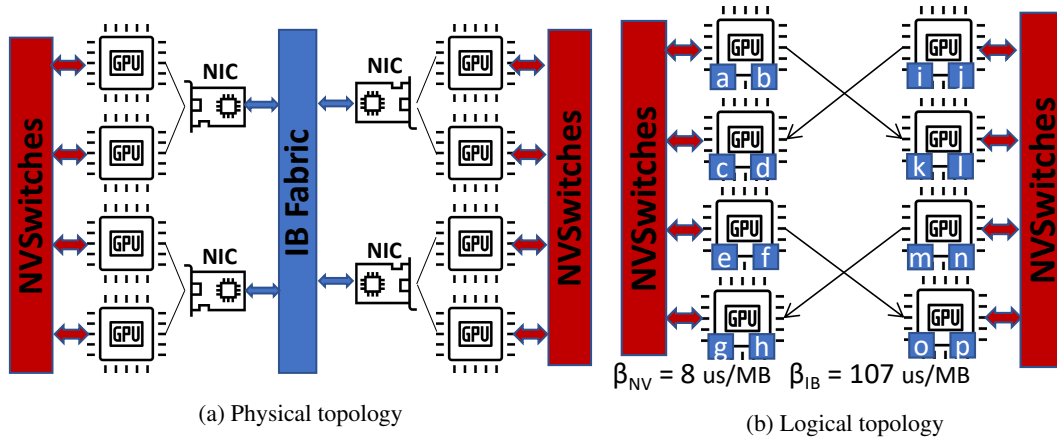 NVSwitches
GPU
GPU
GPU
GPU
NIC
NIC
IB Fabric
NIC
NIC
GPU
GPU
GPU
GPU
NVSwitches
(a) Physical topology
NVSwitches
GPU
a b
GPU
c d
GPU
e f
GPU
g h
GPU
i j
GPU
k l
GPU
m n
GPU
o p
NVSwitches
βNV = 8 us/MB βIB = 107 us/MB
(b) Logical topology